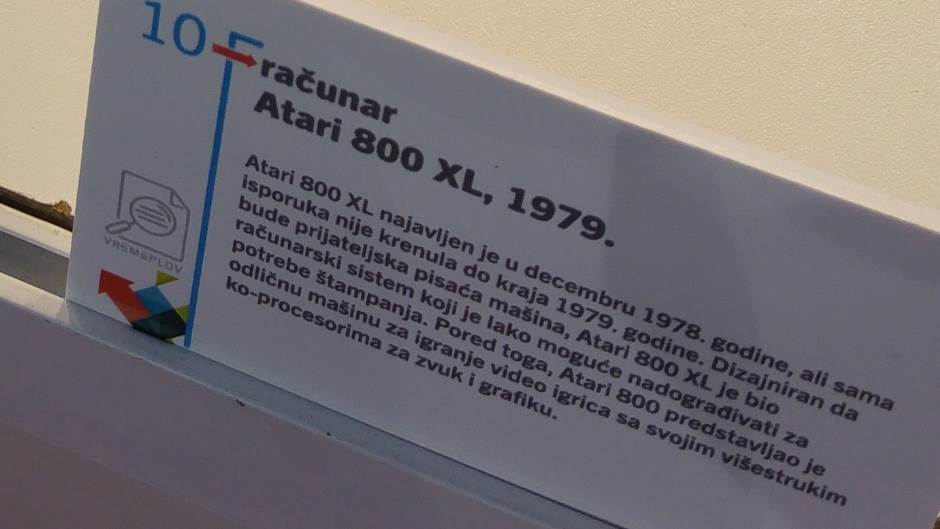 10
računar
Atari 800 XL, 1979.
Atari 800 XL najavljen je u decembru 1978. godine, ali sama
isporuka nije krenula do kraja 1979. godine. Dizajniran da
bude prijateljska pisaća mašina, Atari 800 XL je bio
računarski sistem koji je lako moguće nadograđivati za
potrebe štampanja. Pored toga, Atari 800 predstavljao je
odličnu mašinu za igranje video igrica sa svojim višestrukim
ko-procesorima za zvuk i grafiku.
VREMEPLOV